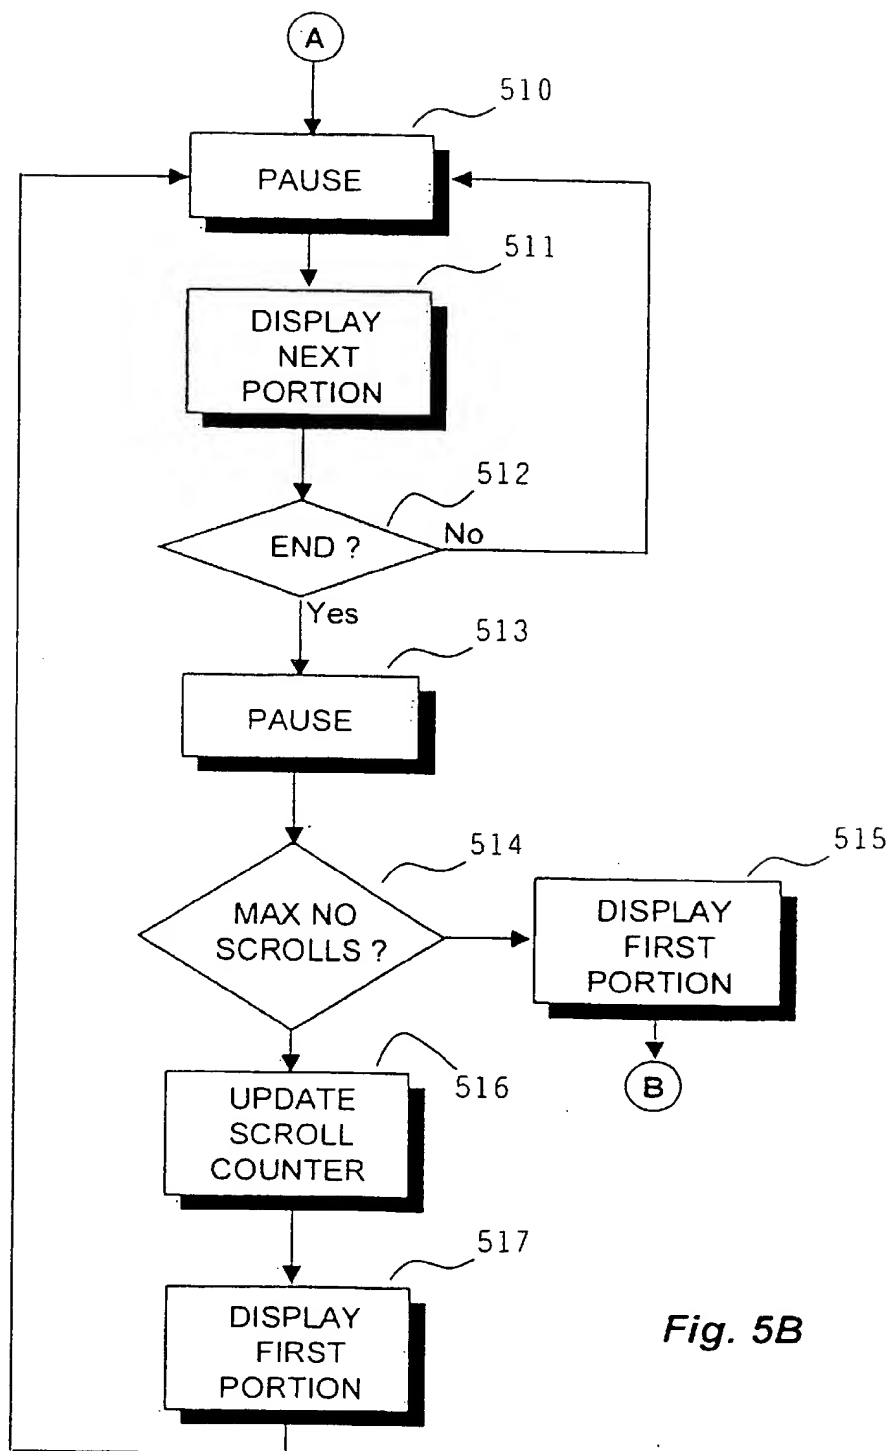 A
510
PAUSE
511
DISPLAY
NEXT
PORTION
512
END ?
No
Yes
513
PAUSE
514
MAX NO
SCROLLS ?
515
DISPLAY
FIRST
PORTION
B
516
UPDATE
SCROLL
COUNTER
517
DISPLAY
FIRST
PORTION
Fig. 5B